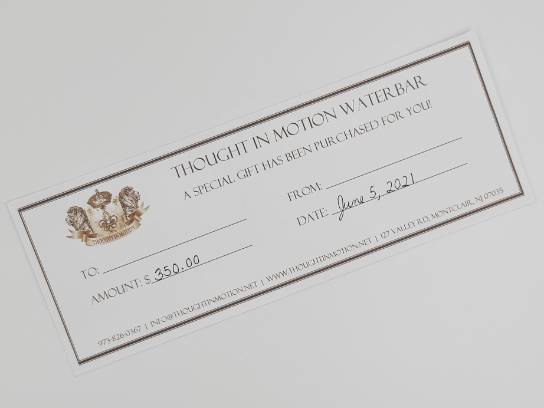 THOUGHT IN MOTION WATERBAR
A SPECIAL GIFT HAS BEEN PURCHASED FOR YOU!
TO:
FROM:
AMOUNT: $ 350.00
DATE: June 5, 2021
973-826-0367 | INFO@THOUGHTINMOTION.NET | WWW.THOUGHTINMOTION.NET | 127 VALLEY RD, MONTCLAIR, NJ 07035